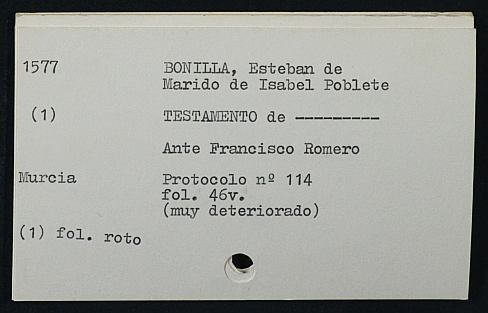 1577 BONILLA, Esteban de
Marido de Isabel Poblete
(1) TESTAMENTO de ---------
Ante Francisco Romero
Murcia Protocolo nº 114
fol. 46v.
(muy deteriorado)
(1) fol. roto